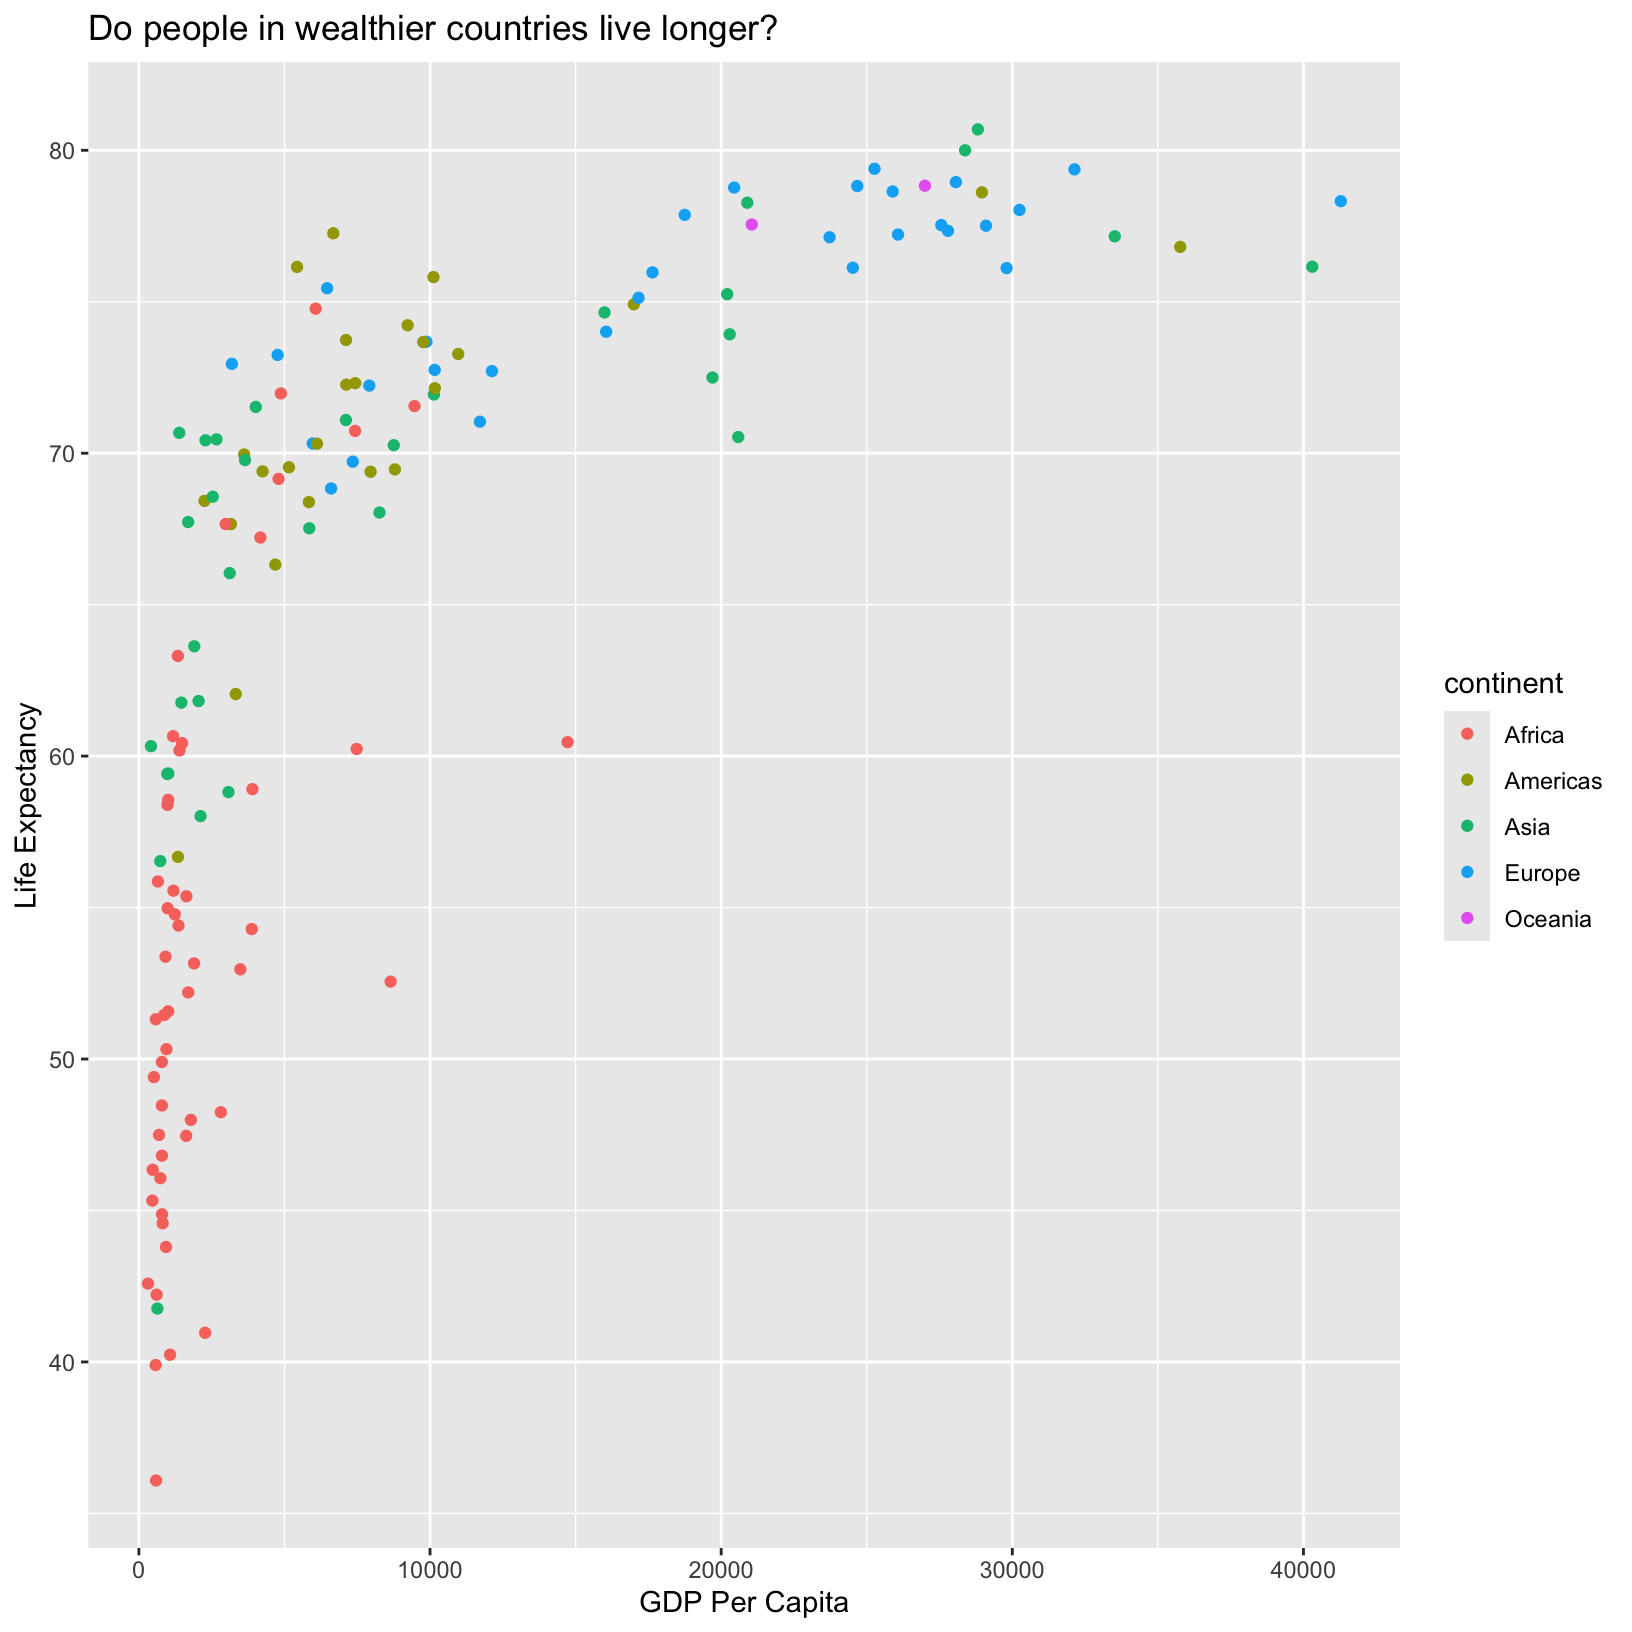 Do people in wealthier countries live longer?
80
70
60
50
40
Life Expectancy
0 10000 20000 30000 40000
GDP Per Capita
continent
Africa
Americas
Asia
Europe
Oceania